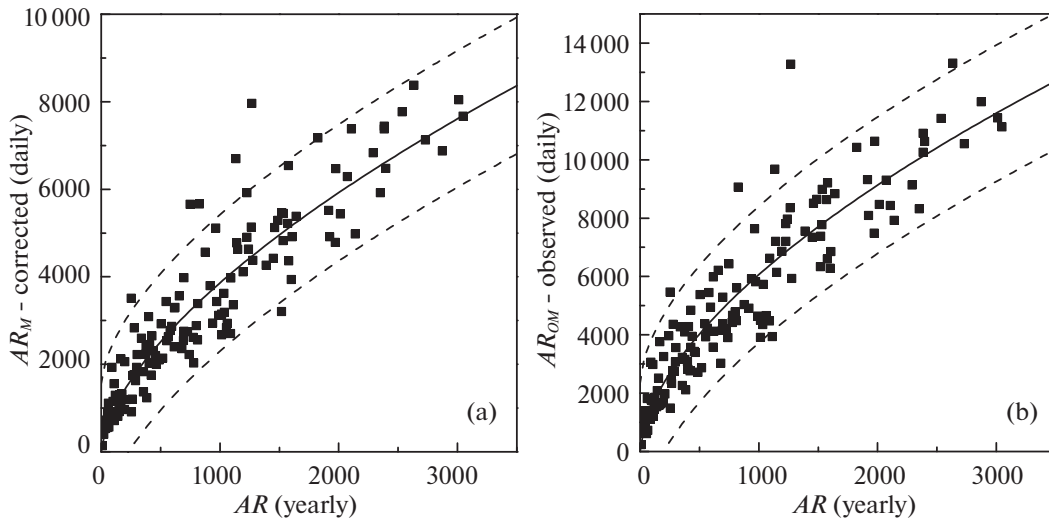 10 000
8000
6000
4000
2000
0
AR_M - corrected (daily)
0 1000 2000 3000
AR (yearly)
(a)
14 000
12 000
10 000
8000
6000
4000
2000
0
AR_OM - observed (daily)
0 1000 2000 3000
AR (yearly)
(b)